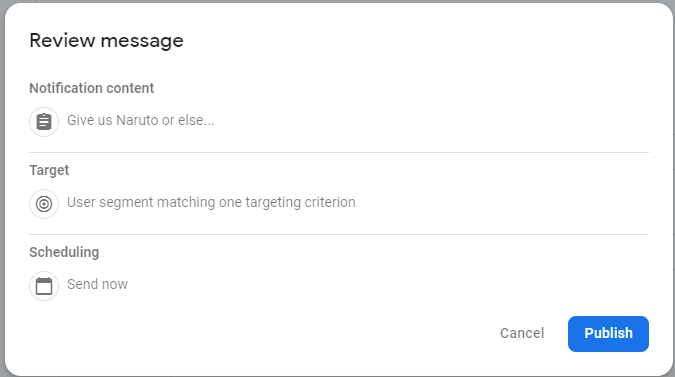 Review message
Notification content
Give us Naruto or else...
Target
User segment matching one targeting criterion
Scheduling
Send now
Cancel
Publish